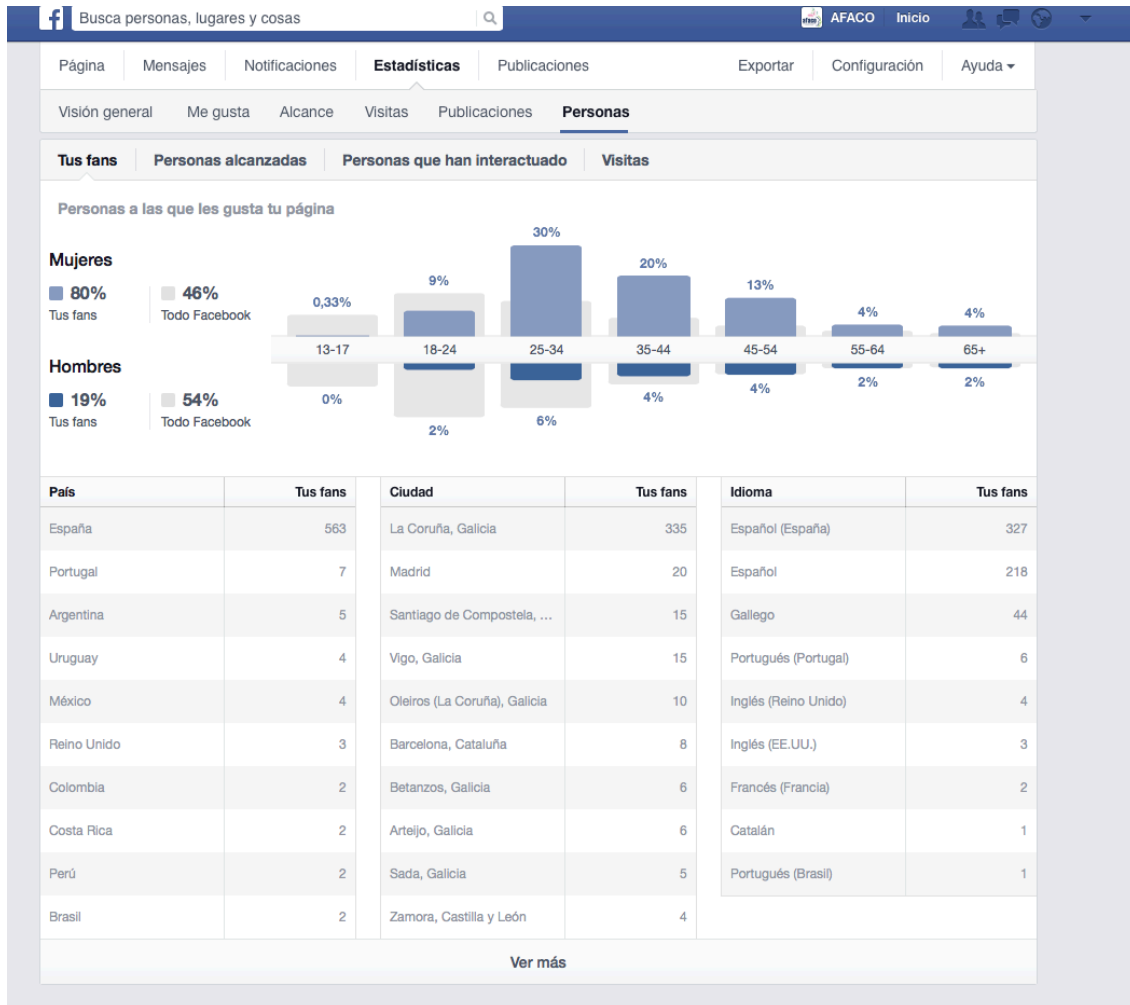 f Busca personas, lugares y cosas AFACO Inicio
Página Mensajes Notificaciones Estadísticas Publicaciones Exportar Configuración Ayuda
Visión general Me gusta Alcance Visitas Publicaciones Personas
Tus fans Personas alcanzadas Personas que han interactuado Visitas
Personas a las que les gusta tu página
Mujeres
80% 46%
Tus fans Todo Facebook
Hombres
19% 54%
Tus fans Todo Facebook
0,33% 9% 30% 20% 13% 4% 4%
13-17 18-24 25-34 35-44 45-54 55-64 65+
0% 2% 6% 4% 4% 2% 2%
País Tus fans Ciudad Tus fans Idioma Tus fans
España 563 La Coruña, Galicia 335 Español (España) 327
Portugal 7 Madrid 20 Español 218
Argentina 5 Santiago de Compostela, ... 15 Gallego 44
Uruguay 4 Vigo, Galicia 15 Portugués (Portugal) 6
México 4 Oleiros (La Coruña), Galicia 10 Inglés (Reino Unido) 4
Reino Unido 3 Barcelona, Cataluña 8 Inglés (EE.UU.) 3
Colombia 2 Betanzos, Galicia 6 Francés (Francia) 2
Costa Rica 2 Arteijo, Galicia 6 Catalán 1
Perú 2 Sada, Galicia 5 Portugués (Brasil) 1
Brasil 2 Zamora, Castilla y León 4
Ver más